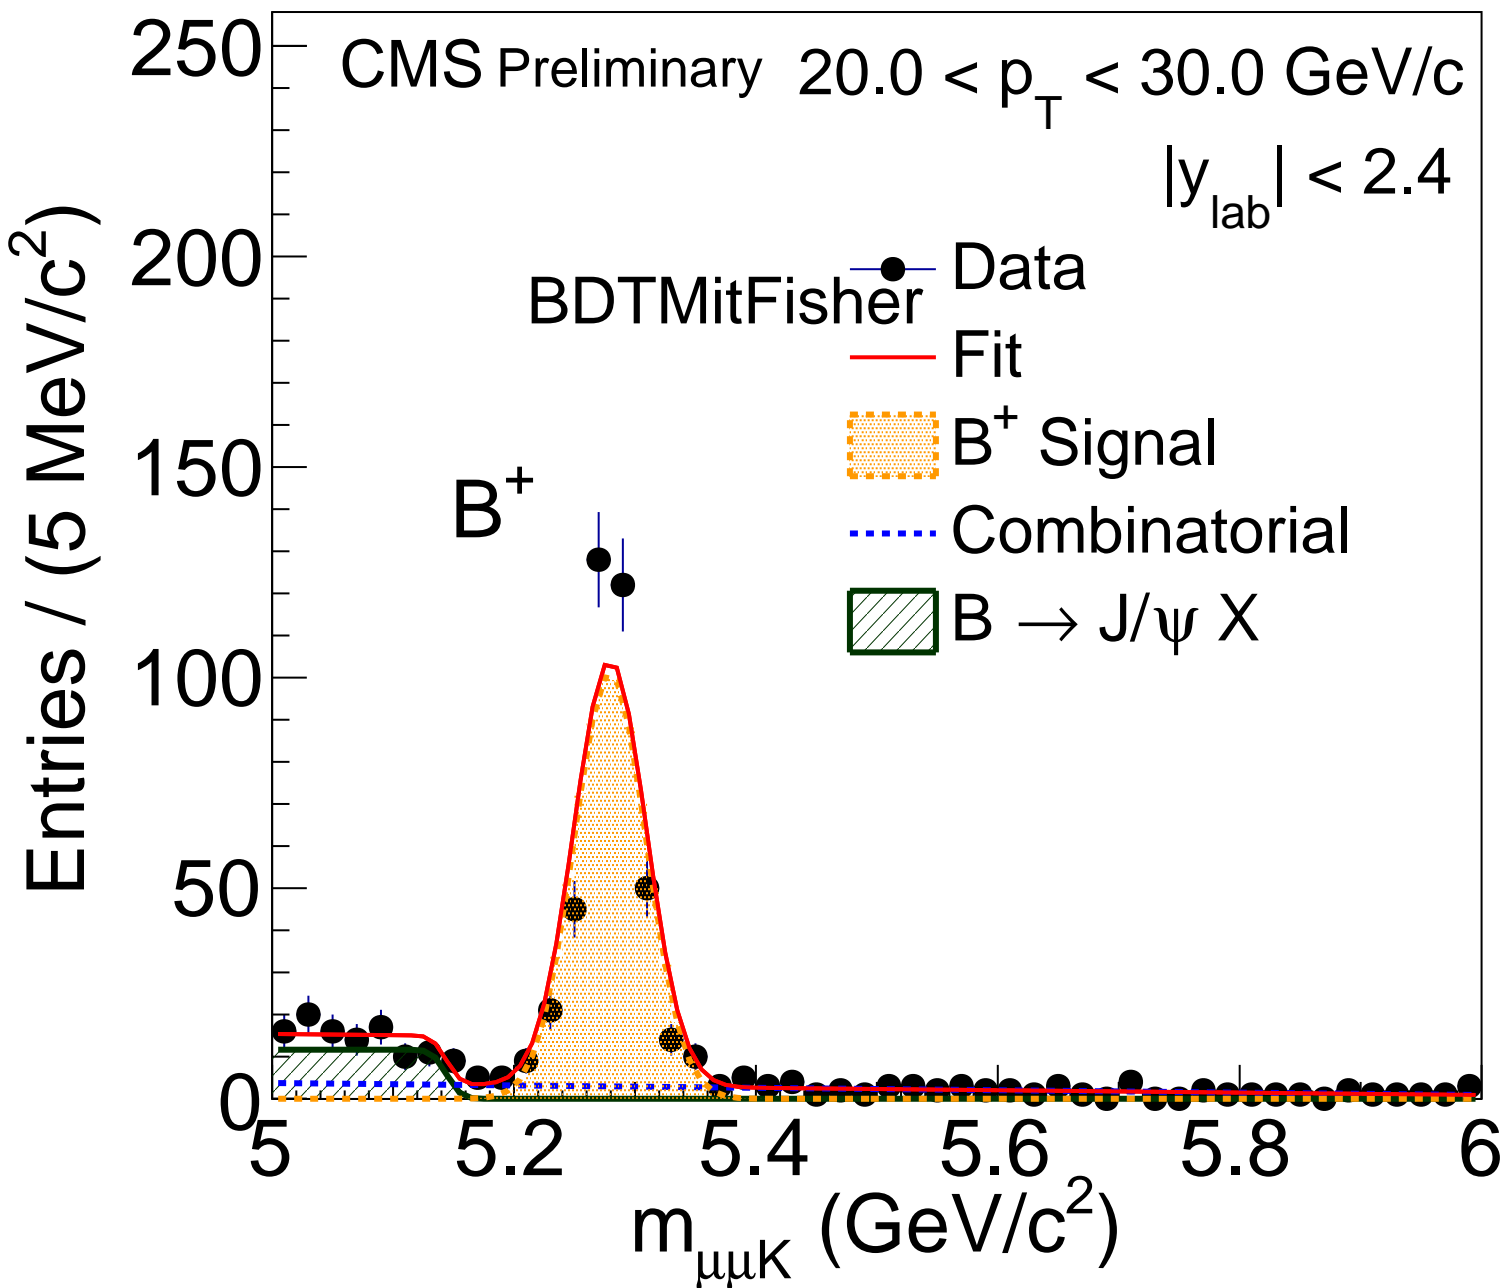 CMS Preliminary 20.0 < p_T < 30.0 GeV/c
|y_lab| < 2.4
BDTMitFisher
Data
Fit
B⁺ Signal
Combinatorial
B → J/ψ X
B⁺
Entries / (5 MeV/c²)
250
200
150
100
50
0
5 5.2 5.4 5.6 5.8 6
m_μμK (GeV/c²)